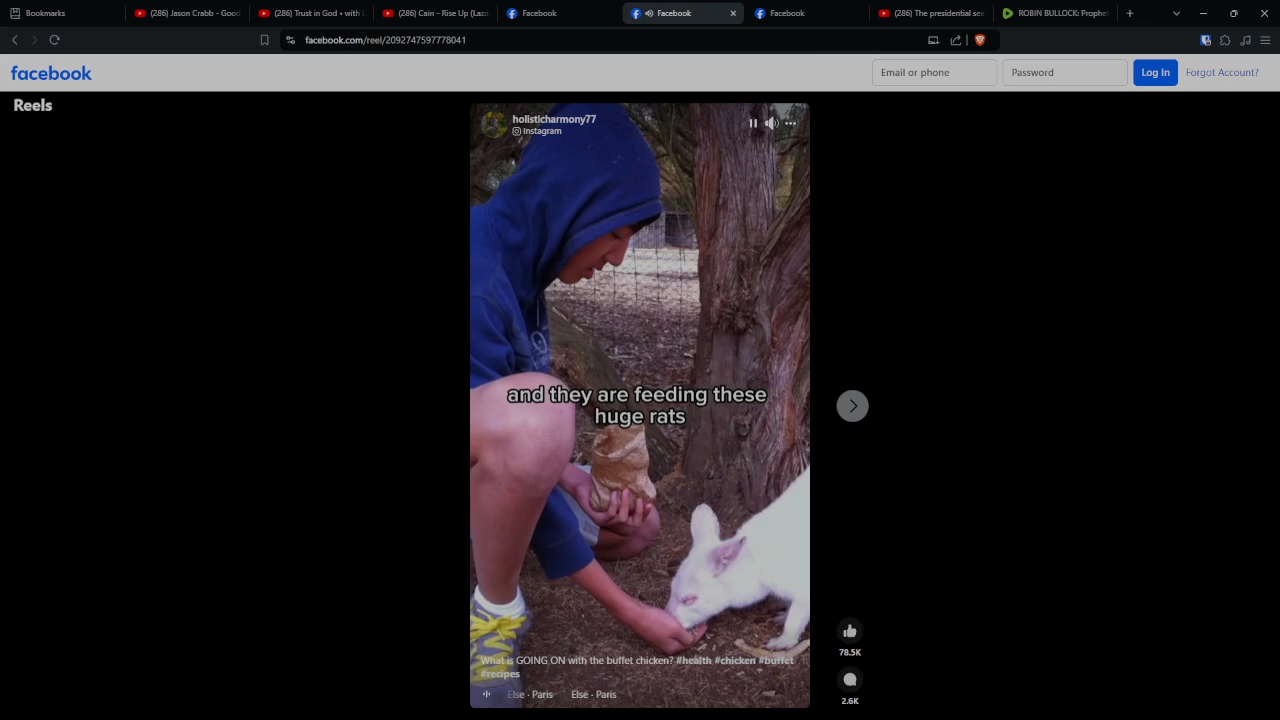 Bookmarks
(286) Jason Crabb - Good
(286) Trust in God • with L
(286) Cain - Rise Up (Laza
Facebook
Facebook
Facebook
(286) The presidential se
ROBIN BULLOCK: Prophet
facebook.com/reel/2092747597778041
facebook
Email or phone
Password
Log In
Forgot Account?
Reels
holisticharmony77
Instagram
and they are feeding these
huge rats
What is GOING ON with the buffet chicken? #health #chicken #buffet
#recipes
Else · Paris
Else · Paris
78.5K
2.6K